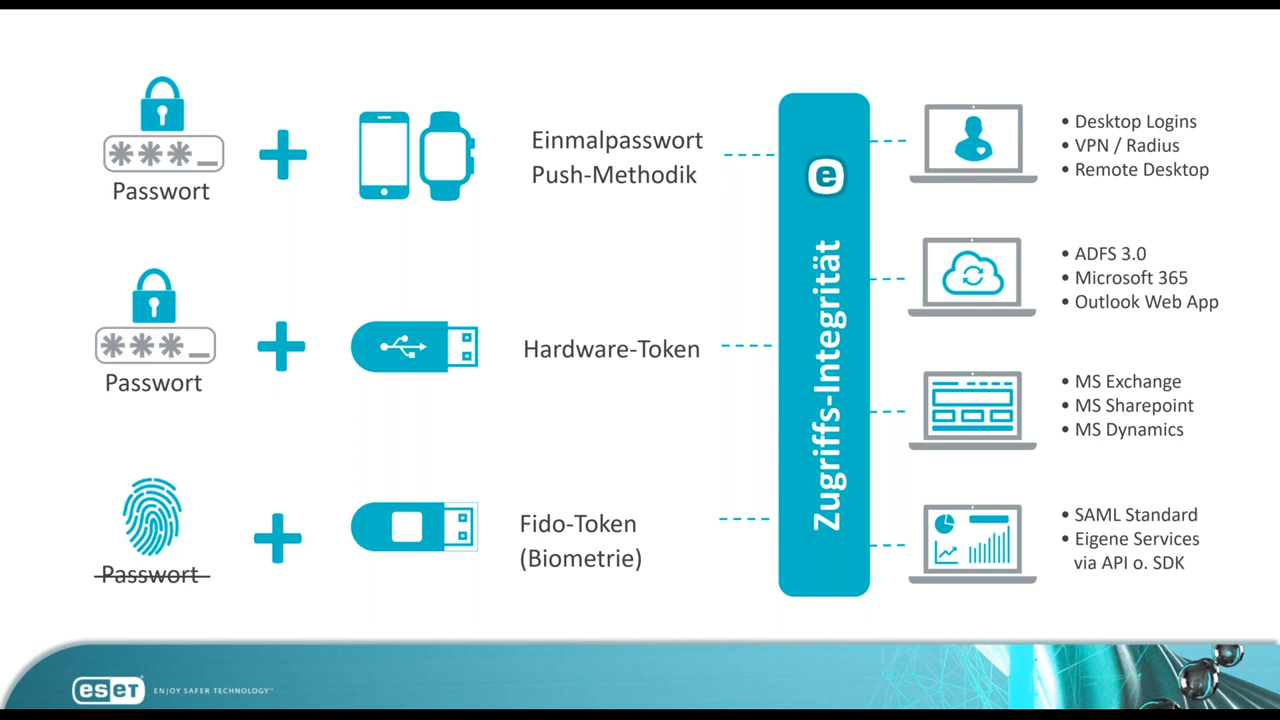 ***_
Passwort
Einmalpasswort
Push-Methodik
***_
Passwort
Hardware-Token
Passwort
Fido-Token
(Biometrie)
e
Zugriffs-Integrität
• Desktop Logins
• VPN / Radius
• Remote Desktop
• ADFS 3.0
• Microsoft 365
• Outlook Web App
• MS Exchange
• MS Sharepoint
• MS Dynamics
• SAML Standard
• Eigene Services
via API o. SDK
eseT ENJOY SAFER TECHNOLOGY™